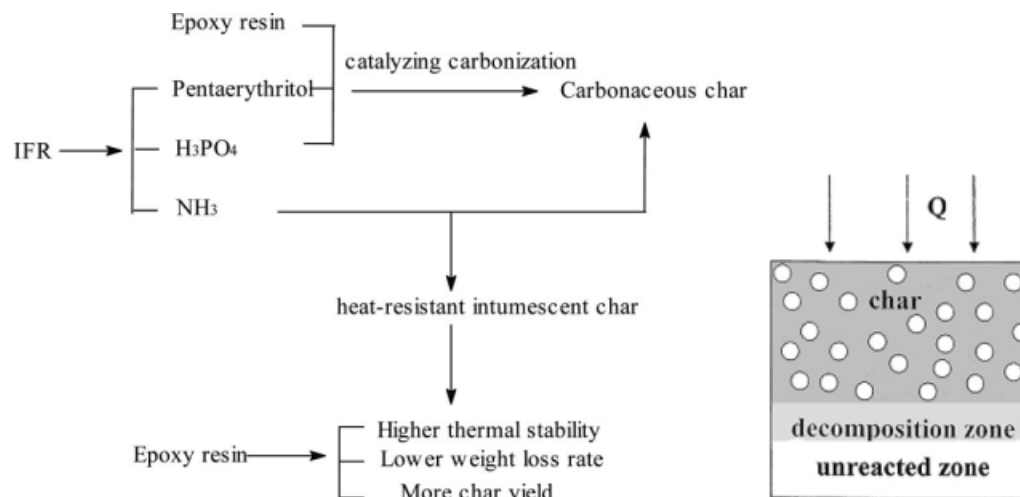 Epoxy resin
catalyzing carbonization
Pentaerythritol
Carbonaceous char
IFR
H₃PO₄
NH₃
Q
char
heat-resistant intumescent char
decomposition zone
unreacted zone
Higher thermal stability
Epoxy resin
Lower weight loss rate
More char yield